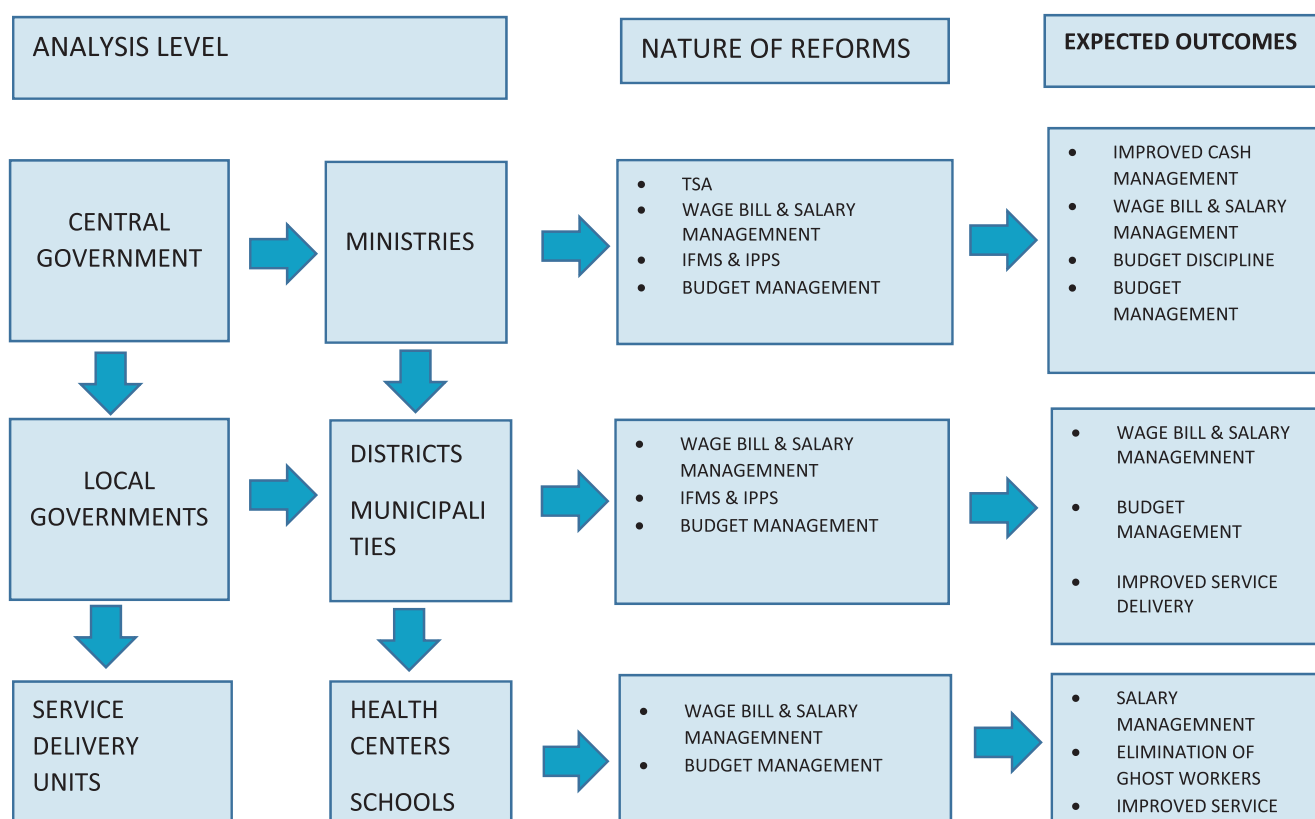 ANALYSIS LEVEL
NATURE OF REFORMS
EXPECTED OUTCOMES
CENTRAL
GOVERNMENT
MINISTRIES
• TSA
• WAGE BILL & SALARY
MANAGEMNENT
• IFMS & IPPS
• BUDGET MANAGEMENT
• IMPROVED CASH
MANAGEMENT
• WAGE BILL & SALARY
MANAGEMENT
• BUDGET DISCIPLINE
• BUDGET
MANAGEMENT
LOCAL
GOVERNMENTS
DISTRICTS
MUNICIPALI
TIES
• WAGE BILL & SALARY
MANAGEMNENT
• IFMS & IPPS
• BUDGET MANAGEMENT
• WAGE BILL & SALARY
MANAGEMNENT
• BUDGET
MANAGEMENT
• IMPROVED SERVICE
DELIVERY
SERVICE
DELIVERY
UNITS
HEALTH
CENTERS
SCHOOLS
• WAGE BILL & SALARY
MANAGEMNENT
• BUDGET MANAGEMENT
• SALARY
MANAGEMNENT
• ELIMINATION OF
GHOST WORKERS
• IMPROVED SERVICE